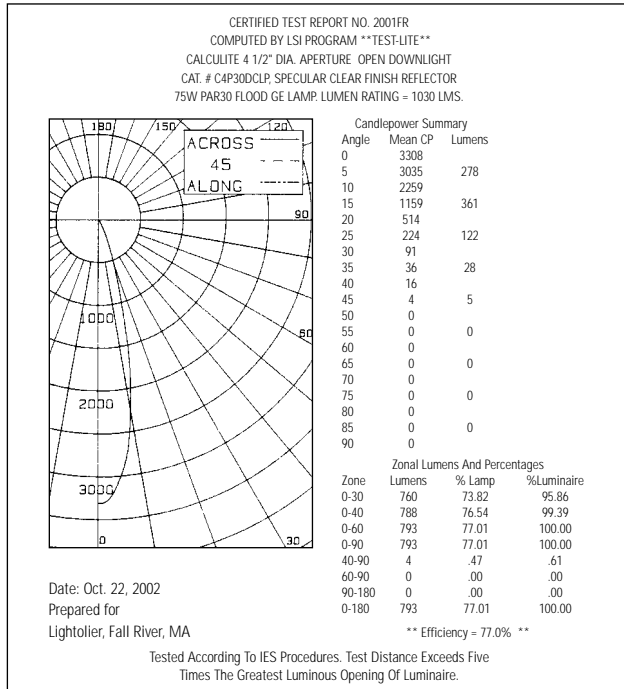 CERTIFIED TEST REPORT NO. 2001FR
COMPUTED BY LSI PROGRAM **TEST-LITE**
CALCULITE 4 1/2" DIA. APERTURE OPEN DOWNLIGHT
CAT. # C4P30DCLP, SPECULAR CLEAR FINISH REFLECTOR
75W PAR30 FLOOD GE LAMP. LUMEN RATING = 1030 LMS.
180 150 120
ACROSS
45
ALONG
90
1000
60
2000
3000
0 30
Candlepower Summary
Angle Mean CP Lumens
0 3308
5 3035 278
10 2259
15 1159 361
20 514
25 224 122
30 91
35 36 28
40 16
45 4 5
50 0
55 0 0
60 0
65 0 0
70 0
75 0 0
80 0
85 0 0
90 0
Zonal Lumens And Percentages
Zone Lumens % Lamp %Luminaire
0-30 760 73.82 95.86
0-40 788 76.54 99.39
0-60 793 77.01 100.00
0-90 793 77.01 100.00
40-90 4 .47 .61
60-90 0 .00 .00
90-180 0 .00 .00
0-180 793 77.01 100.00
** Efficiency = 77.0% **
Date: Oct. 22, 2002
Prepared for
Lightolier, Fall River, MA
Tested According To IES Procedures. Test Distance Exceeds Five
Times The Greatest Luminous Opening Of Luminaire.